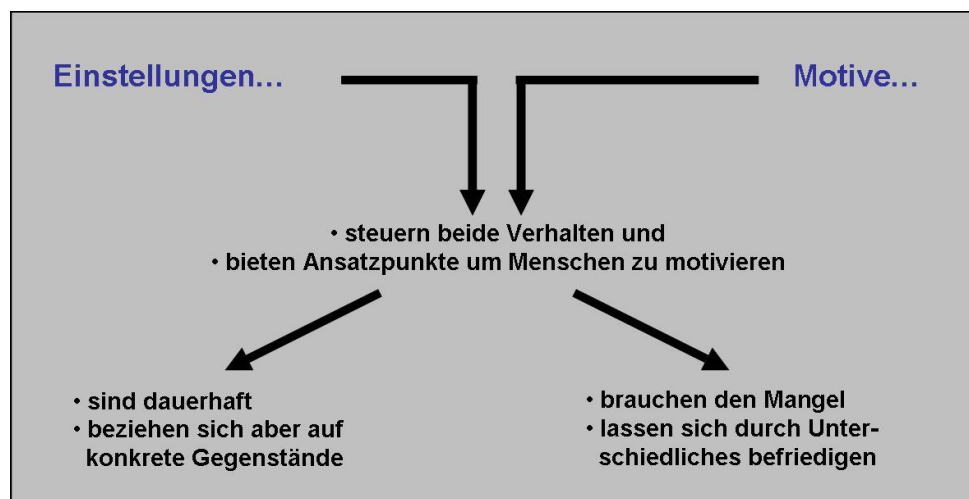 Einstellungen...
Motive...
• steuern beide Verhalten und
• bieten Ansatzpunkte um Menschen zu motivieren
• sind dauerhaft
• beziehen sich aber auf
konkrete Gegenstände
• brauchen den Mangel
• lassen sich durch Unter-
schiedliches befriedigen